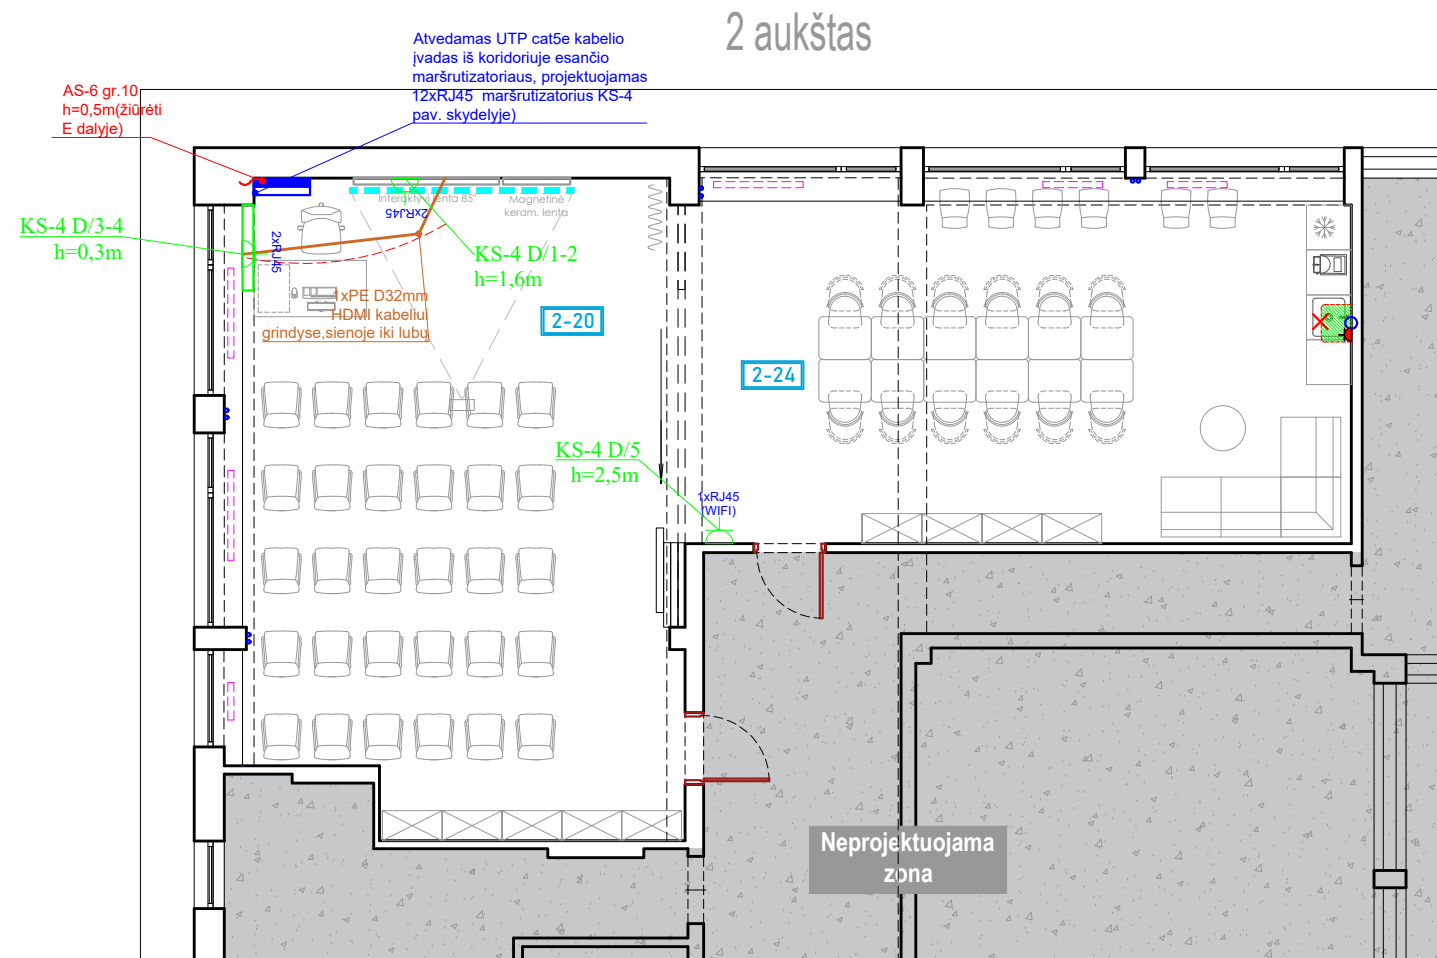 2 aukštas
Atvedamas UTP cat5e kabelio
įvadas iš koridoriuje esančio
maršrutizatoriaus, projektuojamas
12xRJ45 maršrutizatorius KS-4
pav. skydelyje)
AS-6 gr.10
h=0,5m(žiūrėti
E dalyje)
Interaktyvi lenta 85"
Magnetinė
keram. lenta
2xRJ45
KS-4 D/3-4
h=0,3m
2xRJ45
KS-4 D/1-2
h=1,6m
1xPE D32mm
HDMI kabeliui
grindyse,sienoje iki lubų
2-20
2-24
KS-4 D/5
h=2,5m
1xRJ45
(WIFI)
Neprojektuojama
zona